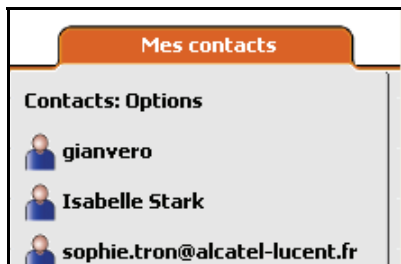 Mes contacts
Contacts: Options
gianvero
Isabelle Stark
sophie.tron@alcatel-lucent.fr